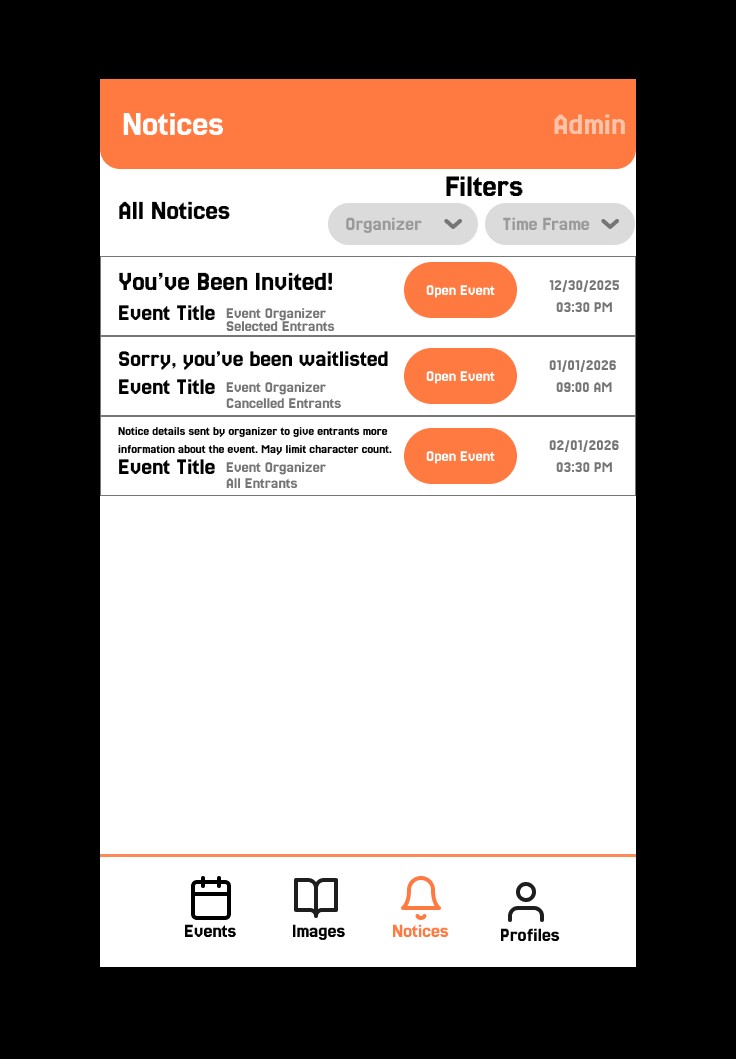 Notices
Admin
Filters
All Notices
Organizer
Time Frame
You've Been Invited!
Event Title
Event Organizer
Selected Entrants
Open Event
12/30/2025
03:30 PM
Sorry, you've been waitlisted
Event Title
Event Organizer
Cancelled Entrants
Open Event
01/01/2026
09:00 AM
Notice details sent by organizer to give entrants more
information about the event. May limit character count.
Event Title
Event Organizer
All Entrants
Open Event
02/01/2026
03:30 PM
Events
Images
Notices
Profiles